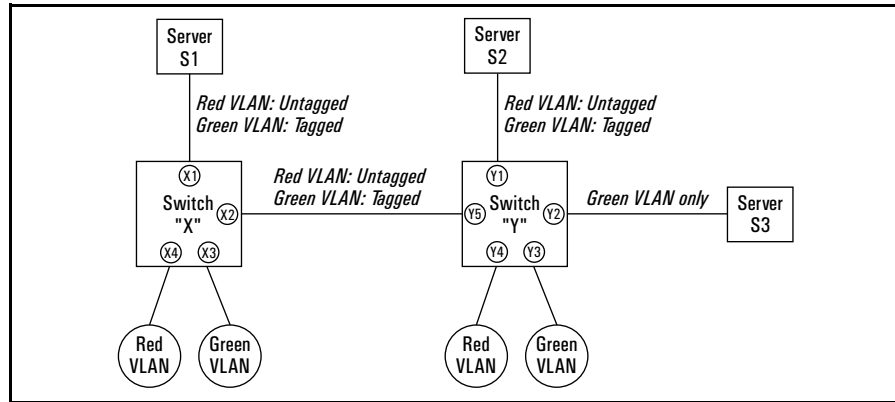 Server
S1
Server
S2
Red VLAN: Untagged
Green VLAN: Tagged
Red VLAN: Untagged
Green VLAN: Tagged
X1
Switch
"X"
X2
X4
X3
Red VLAN: Untagged
Green VLAN: Tagged
Y1
Y5
Switch
"Y"
Y2
Y4
Y3
Green VLAN only
Server
S3
Red
VLAN
Green
VLAN
Red
VLAN
Green
VLAN